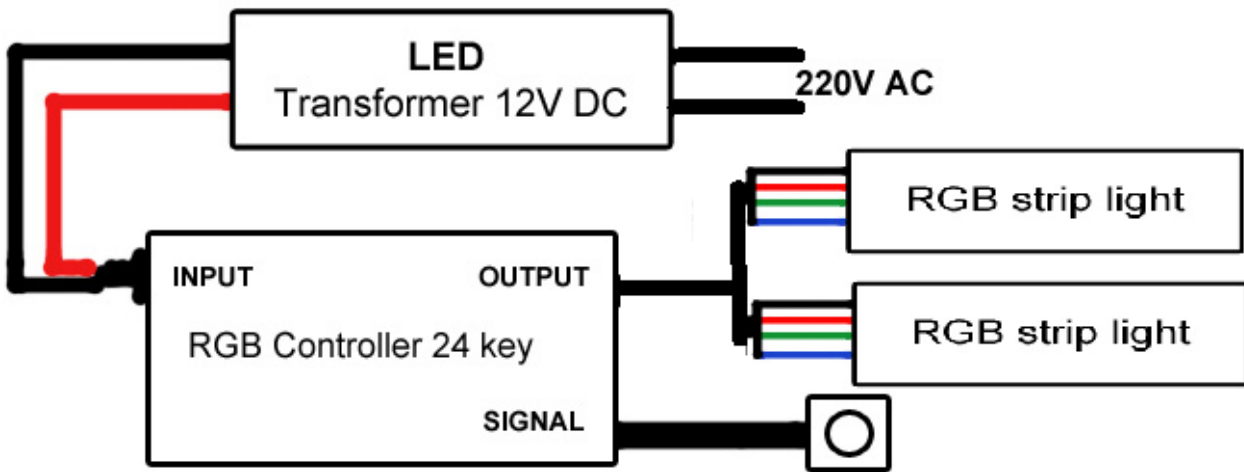 LED
Transformer 12V DC
220V AC
RGB strip light
INPUT
OUTPUT
RGB Controller 24 key
RGB strip light
SIGNAL